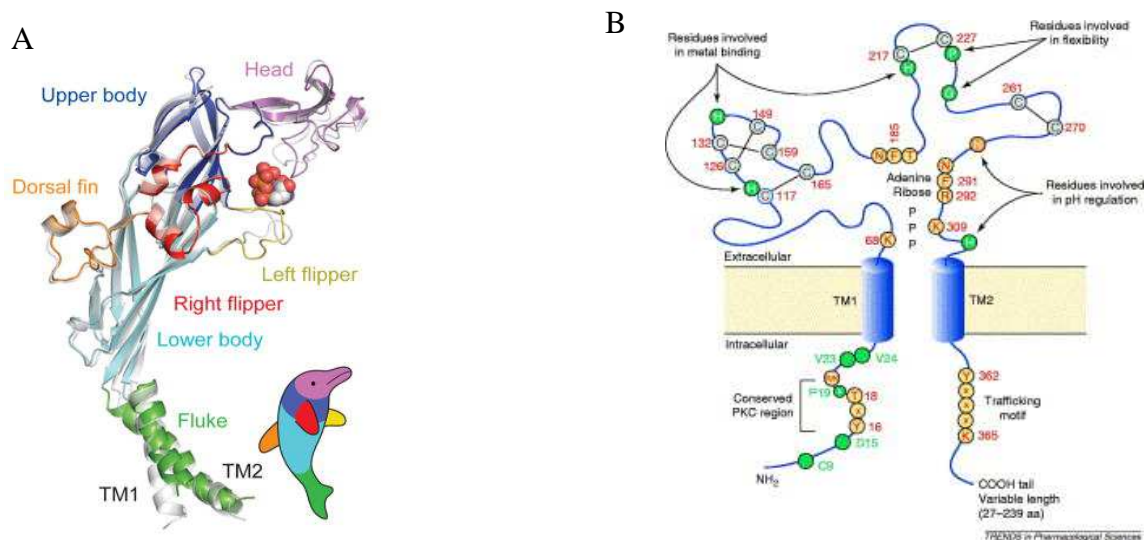 A
Head
Upper body
Dorsal fin
Left flipper
Right flipper
Lower body
Fluke
TM2
TM1
B
Residues involved
in metal binding
Residues involved
in flexibility
217
227
C
C
H
P
261
C
C
270
H
149
C
132
C
C
159
126
C
C
165
H
C
117
185
N
F
T
N
F
R
291
292
Adenine
Ribose
Residues involved
in pH regulation
P
P
P
K
309
H
68
K
Extracellular
TM1
TM2
Intracellular
V23
V24
Conserved
PKC region
P19
T
18
x
Y
16
D15
C9
NH2
Y
362
x
x
x
K
365
Trafficking
motif
COOH tail
Variable length
(27–239 aa)
TRENDS in Pharmacological Sciences